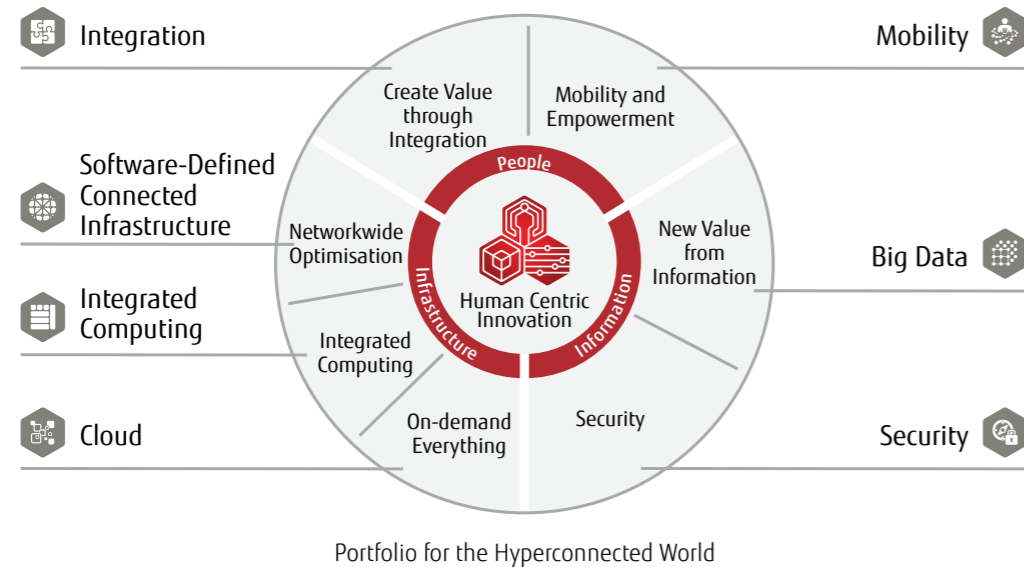 Integration
Mobility
Create Value
through
Integration
Mobility and
Empowerment
People
Software-Defined
Connected
Infrastructure
Networkwide
Optimisation
New Value
from
Information
Big Data
Infrastructure
Human Centric
Innovation
Information
Integrated
Computing
Integrated
Computing
Cloud
On-demand
Everything
Security
Security
Portfolio for the Hyperconnected World